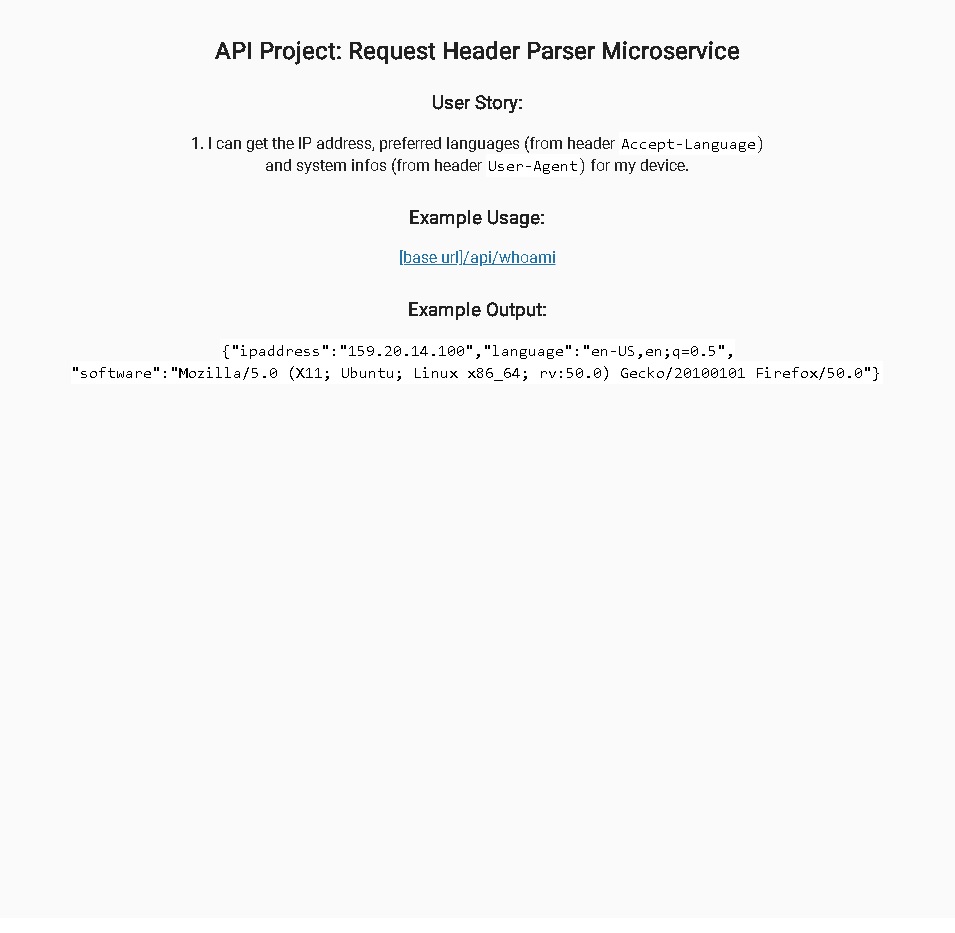 API Project: Request Header Parser Microservice
User Story:
1. I can get the IP address, preferred languages (from header Accept-Language)
and system infos (from header User-Agent) for my device.
Example Usage:
[base url]/api/whoami
Example Output:
{"ipaddress":"159.20.14.100","language":"en-US,en;q=0.5",
"software":"Mozilla/5.0 (X11; Ubuntu; Linux x86_64; rv:50.0) Gecko/20100101 Firefox/50.0"}